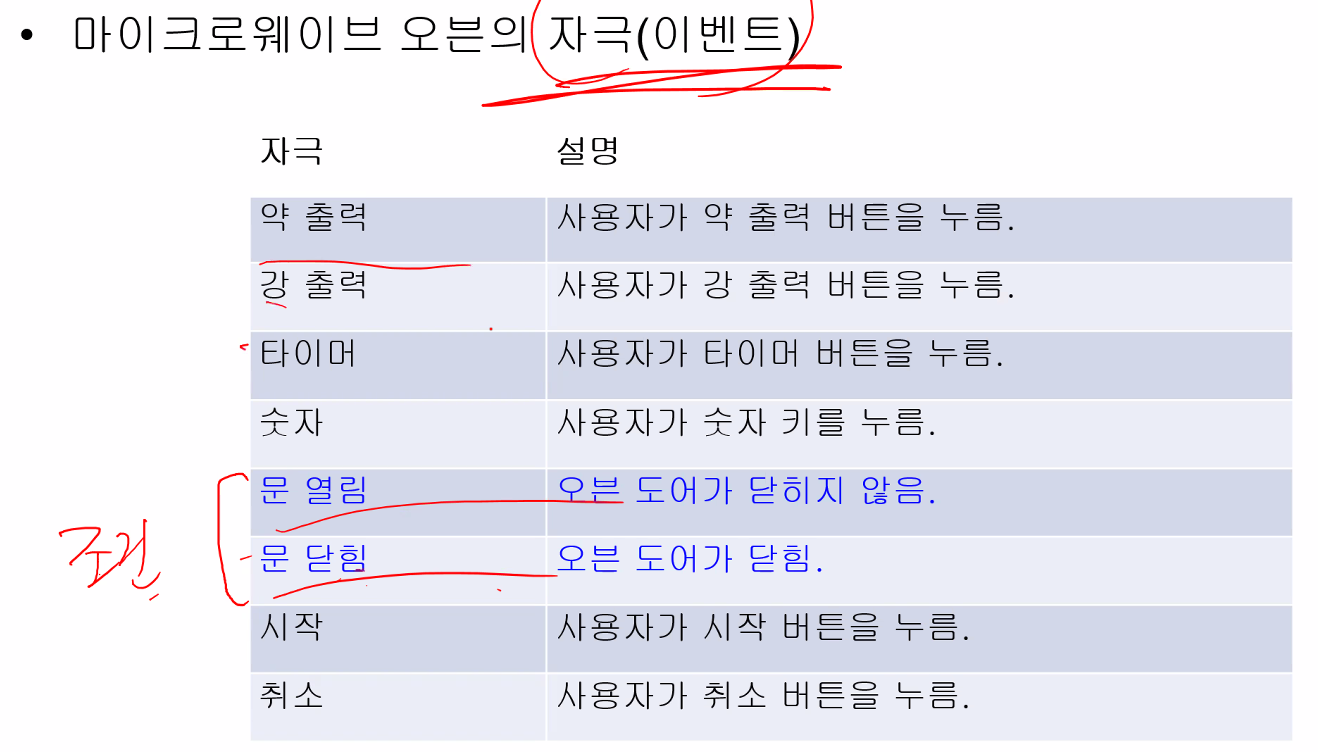 • 마이크로웨이브 오븐의 자극(이벤트)
자극 설명
약 출력 사용자가 약 출력 버튼을 누름.
강 출력 사용자가 강 출력 버튼을 누름.
타이머 사용자가 타이머 버튼을 누름.
숫자 사용자가 숫자 키를 누름.
문 열림 오븐 도어가 닫히지 않음.
문 닫힘 오븐 도어가 닫힘.
조건
시작 사용자가 시작 버튼을 누름.
취소 사용자가 취소 버튼을 누름.